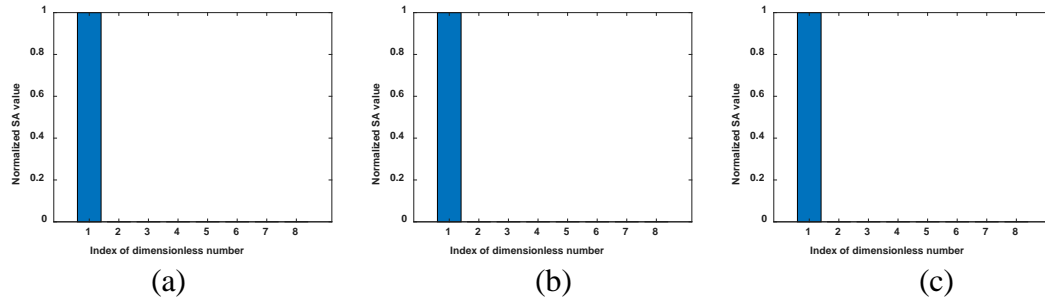 1
0.8
0.6
0.4
0.2
0
Normalized SA value
1 2 3 4 5 6 7 8
Index of dimensionless number
(a)
1
0.8
0.6
0.4
0.2
0
Normalized SA value
1 2 3 4 5 6 7 8
Index of dimensionless number
(b)
1
0.8
0.6
0.4
0.2
0
Normalized SA value
1 2 3 4 5 6 7 8
Index of dimensionless number
(c)